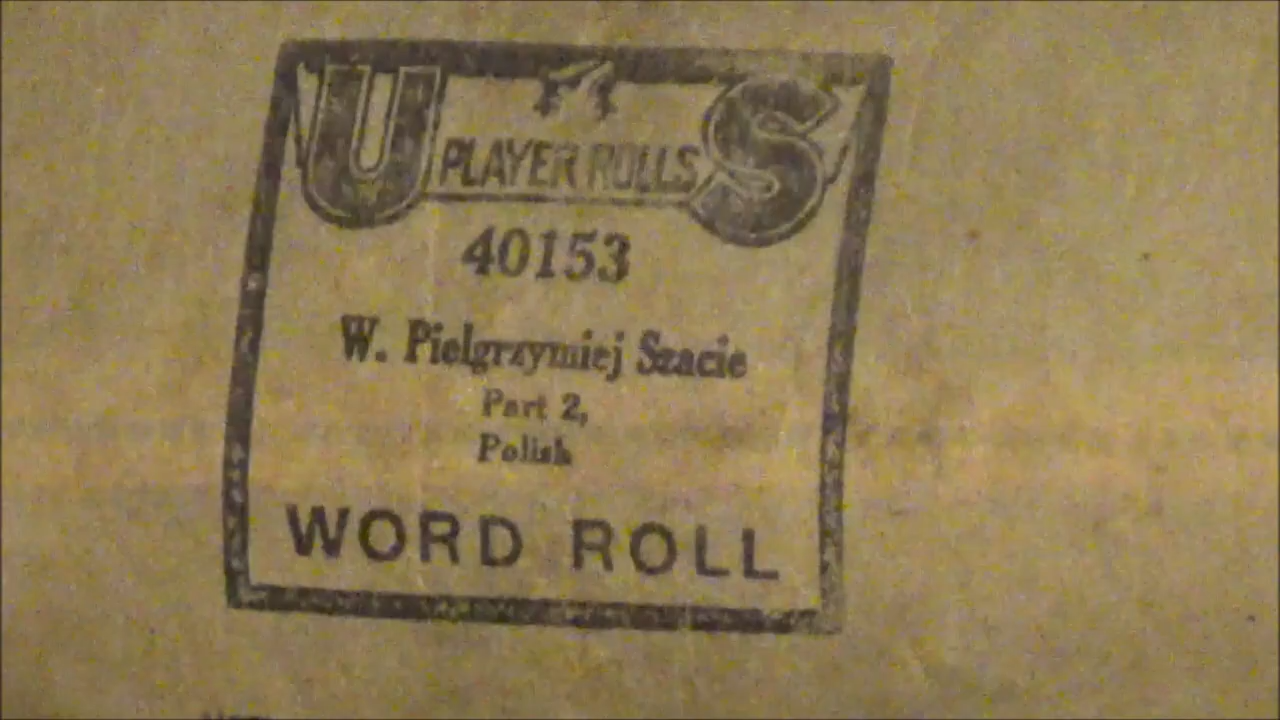 U S
PLAYER ROLLS
40153
W. Pielgrzymiej Szacie
Part 2,
Polish
WORD ROLL